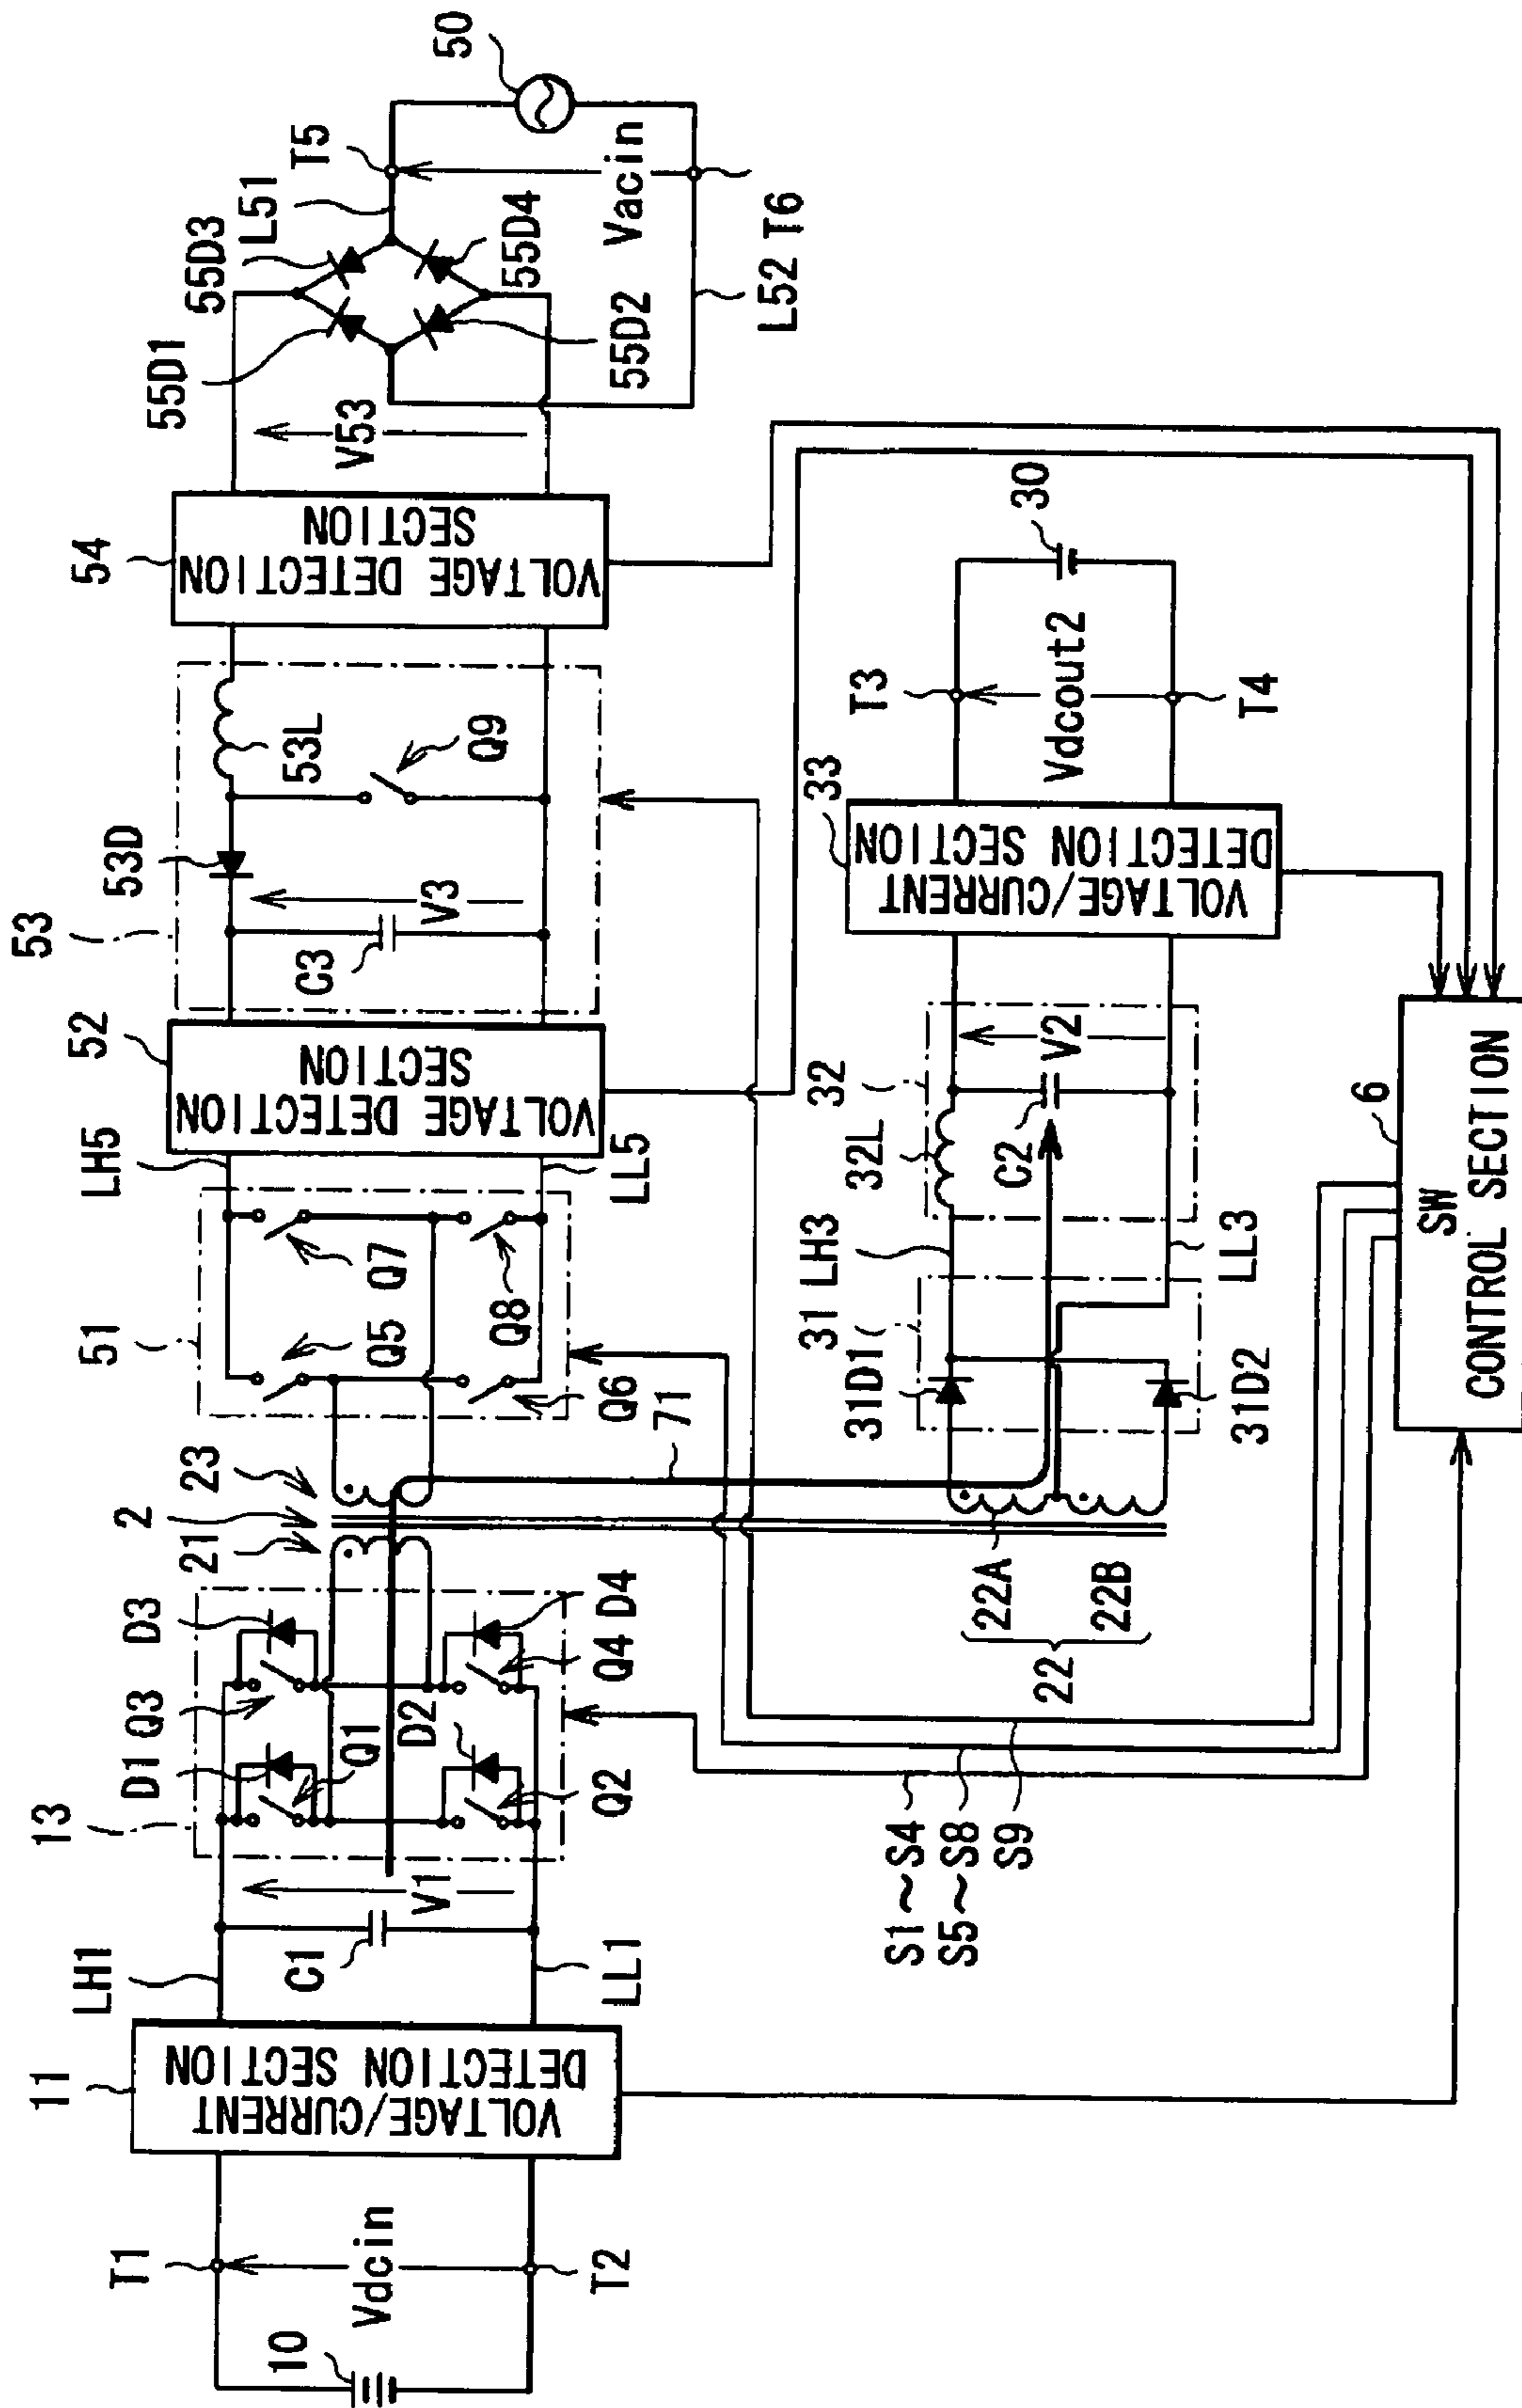 50
T5
L51
55D3
55D4
Vacin
L52 T6
55D1
55D2
V53
54
VOLTAGE DETECTION
SECTION
53
53D
53L
Q9
C3
V3
52
VOLTAGE DETECTION
SECTION
LH5
LL5
51
Q7
Q5
Q8
Q6
30
T3
Vdcout2
T4
33
VOLTAGE/CURRENT
DETECTION SECTION
32
V2
32L
C2
LH3
LL3
31
31D1
31D2
71
23
2
21
22A
22B
22
13
D3
Q3
D1
Q1
D4
Q4
D2
Q2
S1~S4
S5~S8
S9
V1
C1
LH1
LL1
11
VOLTAGE/CURRENT
DETECTION SECTION
T1
Vdcin
T2
10
6
SW
CONTROL SECTION